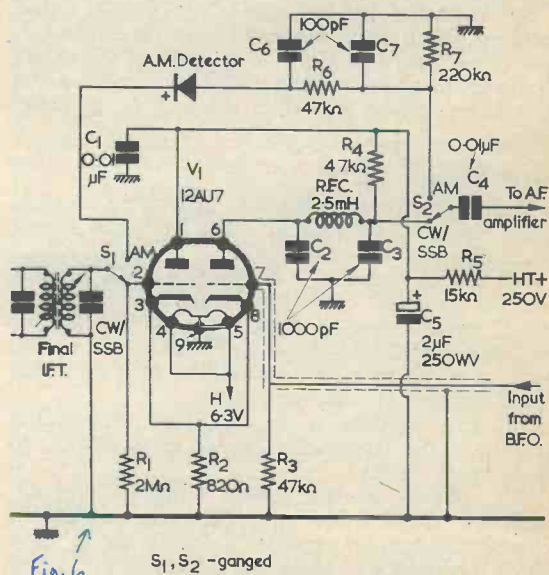 100pF
C6
C7
R7
220kΩ
A.M. Detector
+
R6
47kΩ
C1
0·01
µF
V1
12AU7
R4
47kΩ
0·01µF
C4
R.F.C.
2·5mH
S2
AM
To A.F.
amplifier
CW/
SSB
S1
AM
1
6
2
7
3
8
4
5
9
C2
C3
1000pF
R5
15kΩ
HT+
250V
+
C5
2µF
250WV
CW/
SSB
Final
I.F.T.
H
6·3V
Input
from
B.F.O.
R1
2MΩ
R2
820Ω
R3
47kΩ
Fig. 6
S1, S2 - ganged